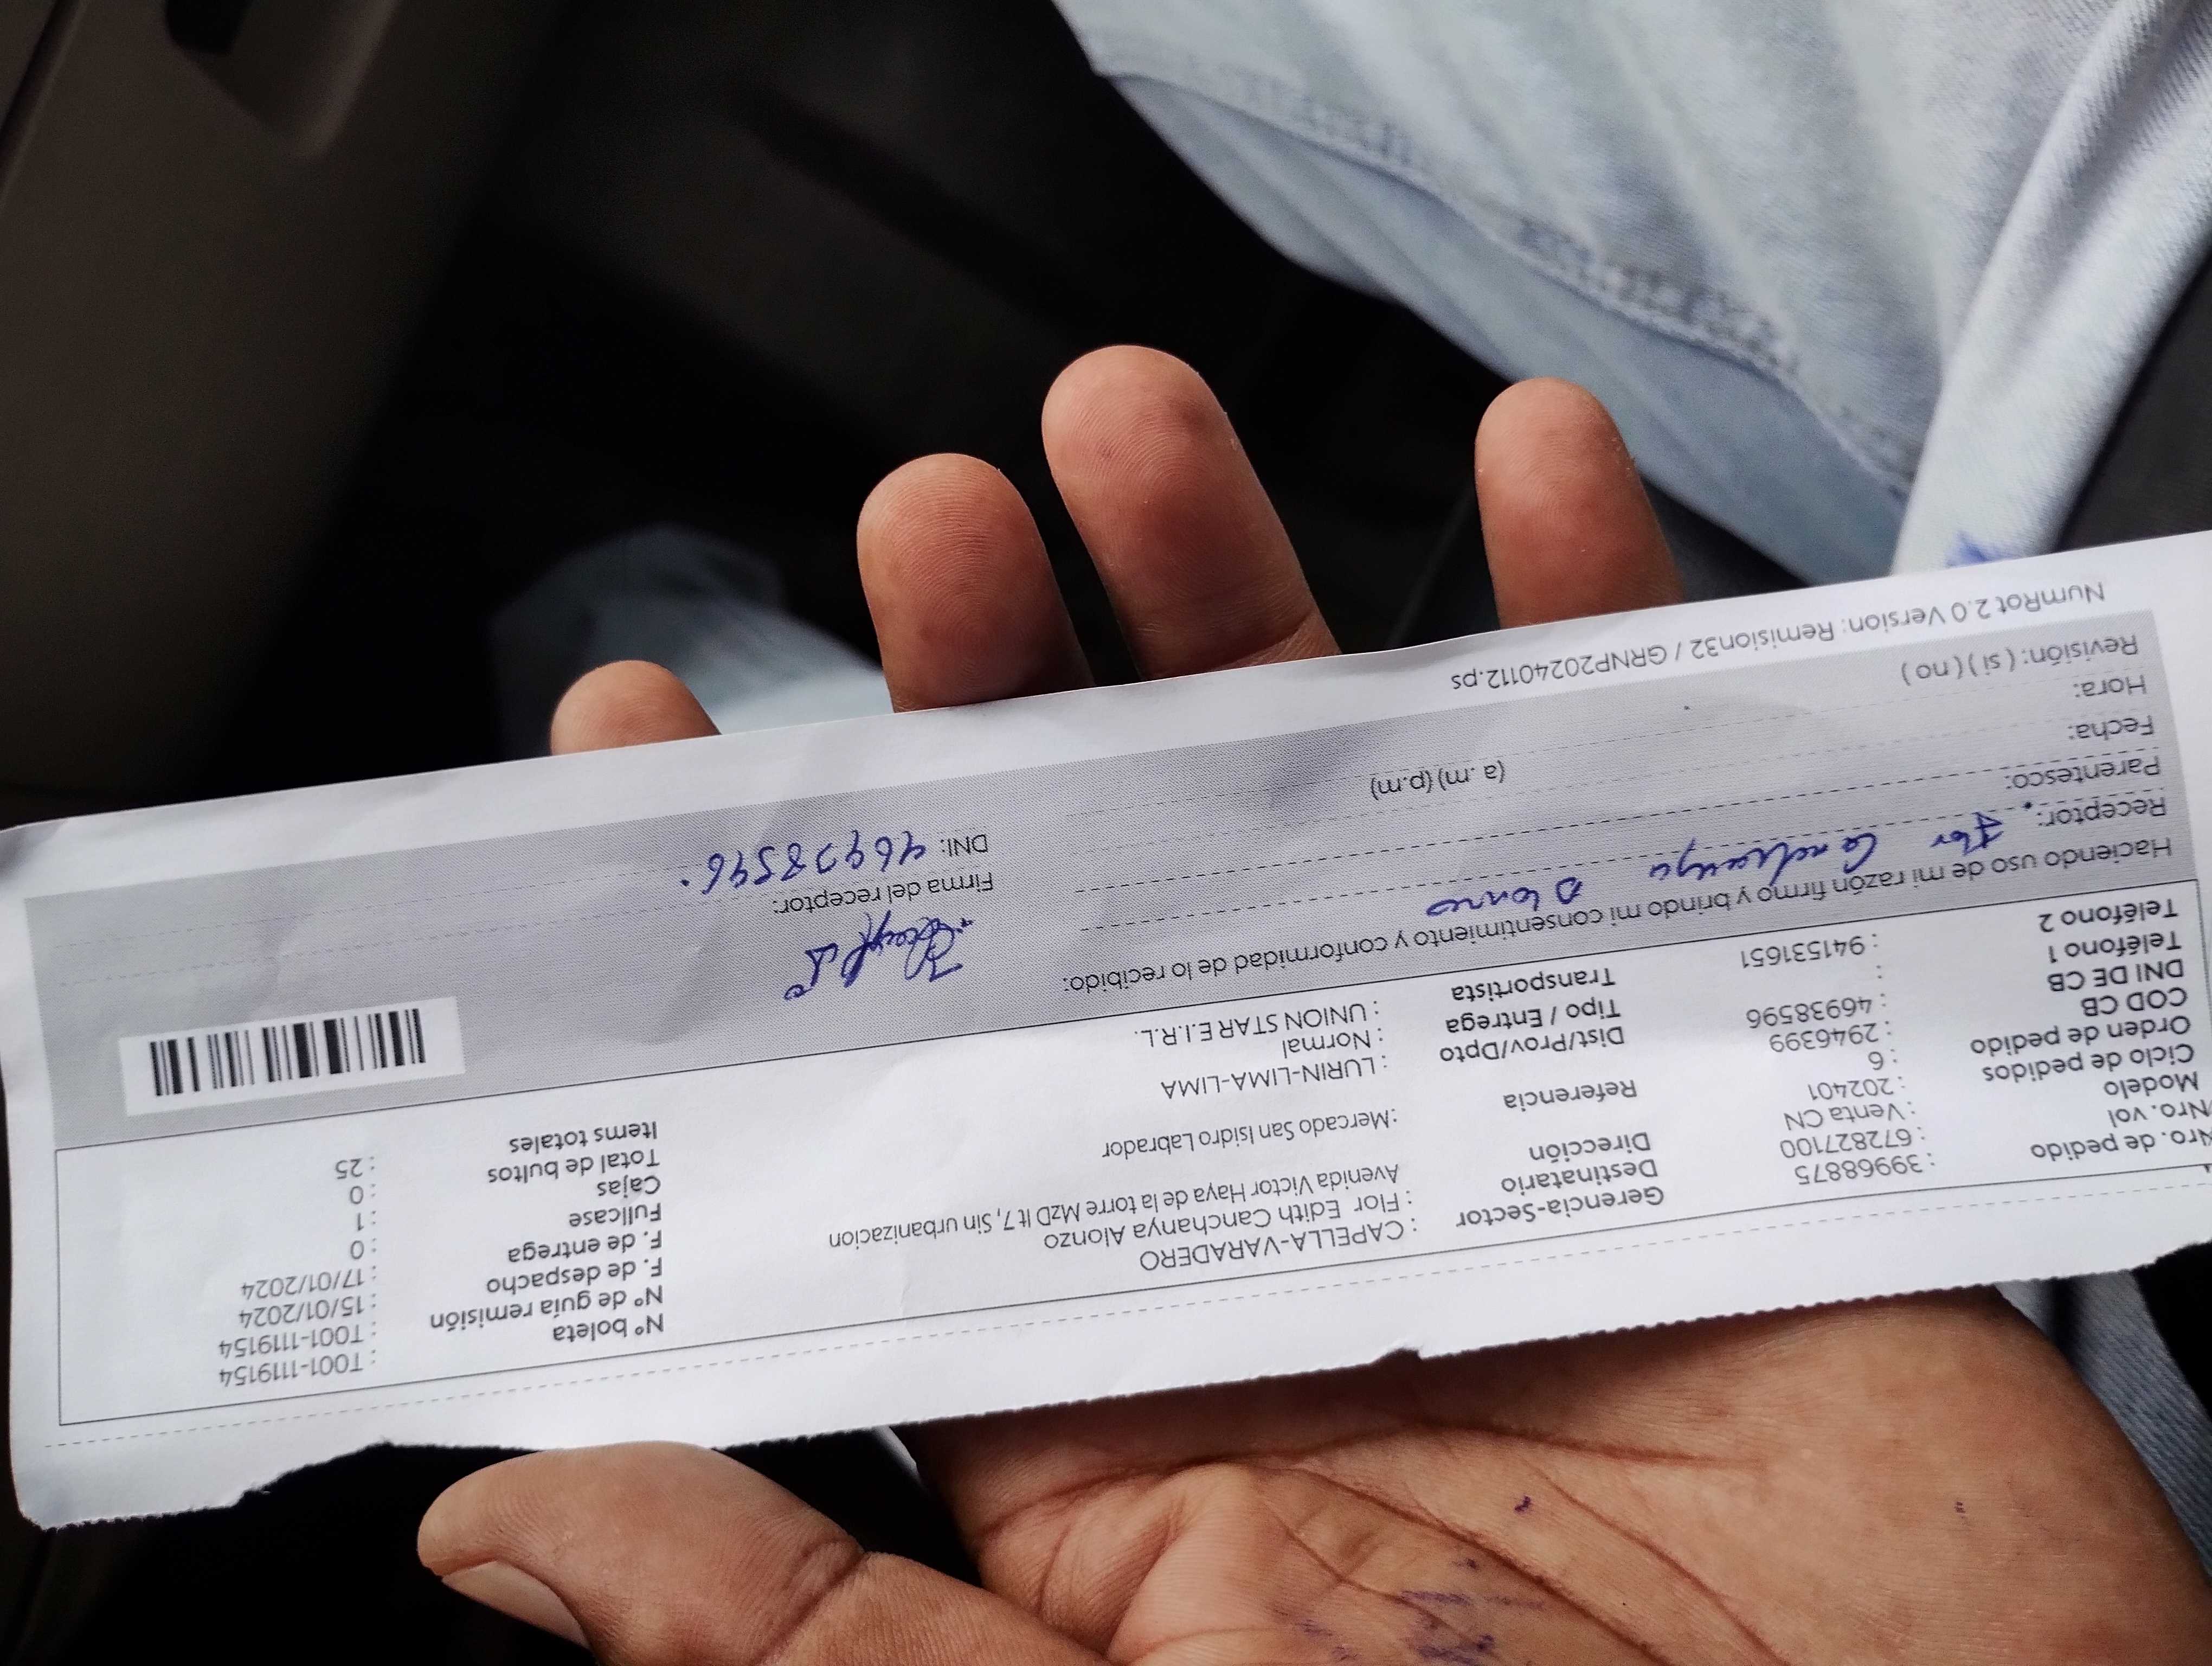 Nro. de pedido : 39968875
Nro. vol : 672827100
Modelo : Venta CN
Ciclo de pedidos : 202401
Orden de pedido : 6
COD CB : 2946399
DNI DE CB : 46938596
Teléfono 1 :
Teléfono 2 : 941531651
Gerencia-Sector : CAPELLA-VARADERO
Destinatario : Flor Edith Canchanya Alonzo
Dirección Avenida Victor Haya de la torre MzD lt 7, Sin urbanizacion
Referencia :Mercado San Isidro Labrador
Dist/Prov/Dpto : LURIN-LIMA-LIMA
Tipo / Entrega : Normal
Transportista : UNION STAR E.I.R.L.
Nº boleta : T001-1119154
Nº de guía remisión : T001-1119154
F. de despacho : 15/01/2024
F. de entrega : 17/01/2024
Fullcase : 0
Cajas : 1
Total de bultos : 0
Items totales : 25
Haciendo uso de mi razón firmo y brindo mi consentimiento y conformidad de lo recibido:
Receptor: Flor Canchanya
Parentesco:
Fecha:
Hora: (a. m) (p.m)
Revisión: ( si ) ( no )
Firma del receptor:
DNI: 46938596.
NumRot 2.0 Version: Remision32 / GRNP20240112.ps